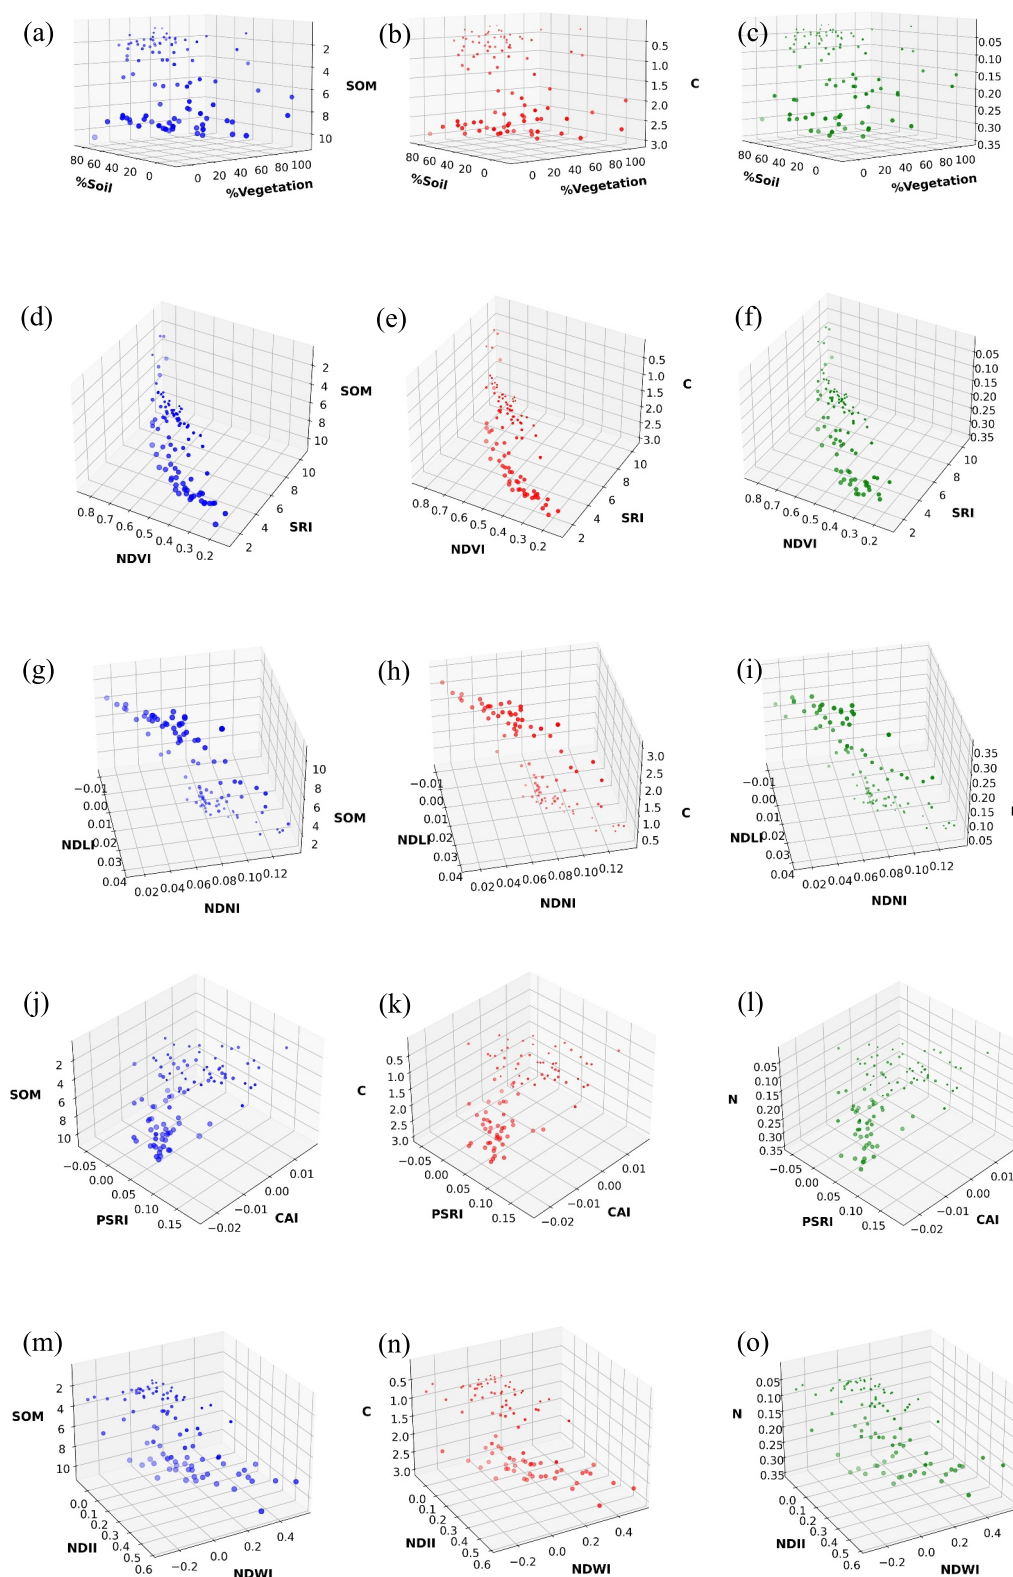 (a) (b) (c)
2 4 6 8 10 SOM
80 60 40 20 0 %Soil
0 20 40 60 80 100 %Vegetation
0.5 1.0 1.5 2.0 2.5 3.0 C
80 60 40 20 0 %Soil
0 20 40 60 80 100 %Vegetation
0.05 0.10 0.15 0.20 0.25 0.30 0.35
80 60 40 20 0 %Soil
0 20 40 60 80 100 %Vegetation
(d) (e) (f)
2 4 6 8 10 SOM
0.8 0.7 0.6 0.5 0.4 0.3 0.2 NDVI
2 4 6 8 10 SRI
0.5 1.0 1.5 2.0 2.5 3.0 C
0.8 0.7 0.6 0.5 0.4 0.3 0.2 NDVI
2 4 6 8 10 SRI
0.05 0.10 0.15 0.20 0.25 0.30 0.35
0.8 0.7 0.6 0.5 0.4 0.3 0.2 NDVI
2 4 6 8 10 SRI
(g) (h) (i)
10 8 6 4 2 SOM
−0.01 0.00 0.01 0.02 0.03 0.04 NDLI
0.02 0.04 0.06 0.08 0.10 0.12 NDNI
3.0 2.5 2.0 1.5 1.0 0.5 C
−0.01 0.00 0.01 0.02 0.03 0.04 NDLI
0.02 0.04 0.06 0.08 0.10 0.12 NDNI
0.35 0.30 0.25 0.20 0.15 0.10 0.05
−0.01 0.00 0.01 0.02 0.03 0.04 NDLI
0.02 0.04 0.06 0.08 0.10 0.12 NDNI
(j) (k) (l)
SOM 2 4 6 8 10
−0.05 0.00 0.05 0.10 0.15 PSRI
−0.02 −0.01 0.00 0.01 CAI
C 0.5 1.0 1.5 2.0 2.5 3.0
−0.05 0.00 0.05 0.10 0.15 PSRI
−0.02 −0.01 0.00 0.01 CAI
N 0.05 0.10 0.15 0.20 0.25 0.30 0.35
−0.05 0.00 0.05 0.10 0.15 PSRI
−0.02 −0.01 0.00 0.01 CAI
(m) (n) (o)
SOM 2 4 6 8 10
0.0 0.1 0.2 0.3 0.4 0.5 0.6 NDII
−0.2 0.0 0.2 0.4 NDWI
C 0.5 1.0 1.5 2.0 2.5 3.0
0.0 0.1 0.2 0.3 0.4 0.5 0.6 NDII
−0.2 0.0 0.2 0.4 NDWI
N 0.05 0.10 0.15 0.20 0.25 0.30 0.35
0.0 0.1 0.2 0.3 0.4 0.5 0.6 NDII
−0.2 0.0 0.2 0.4 NDWI